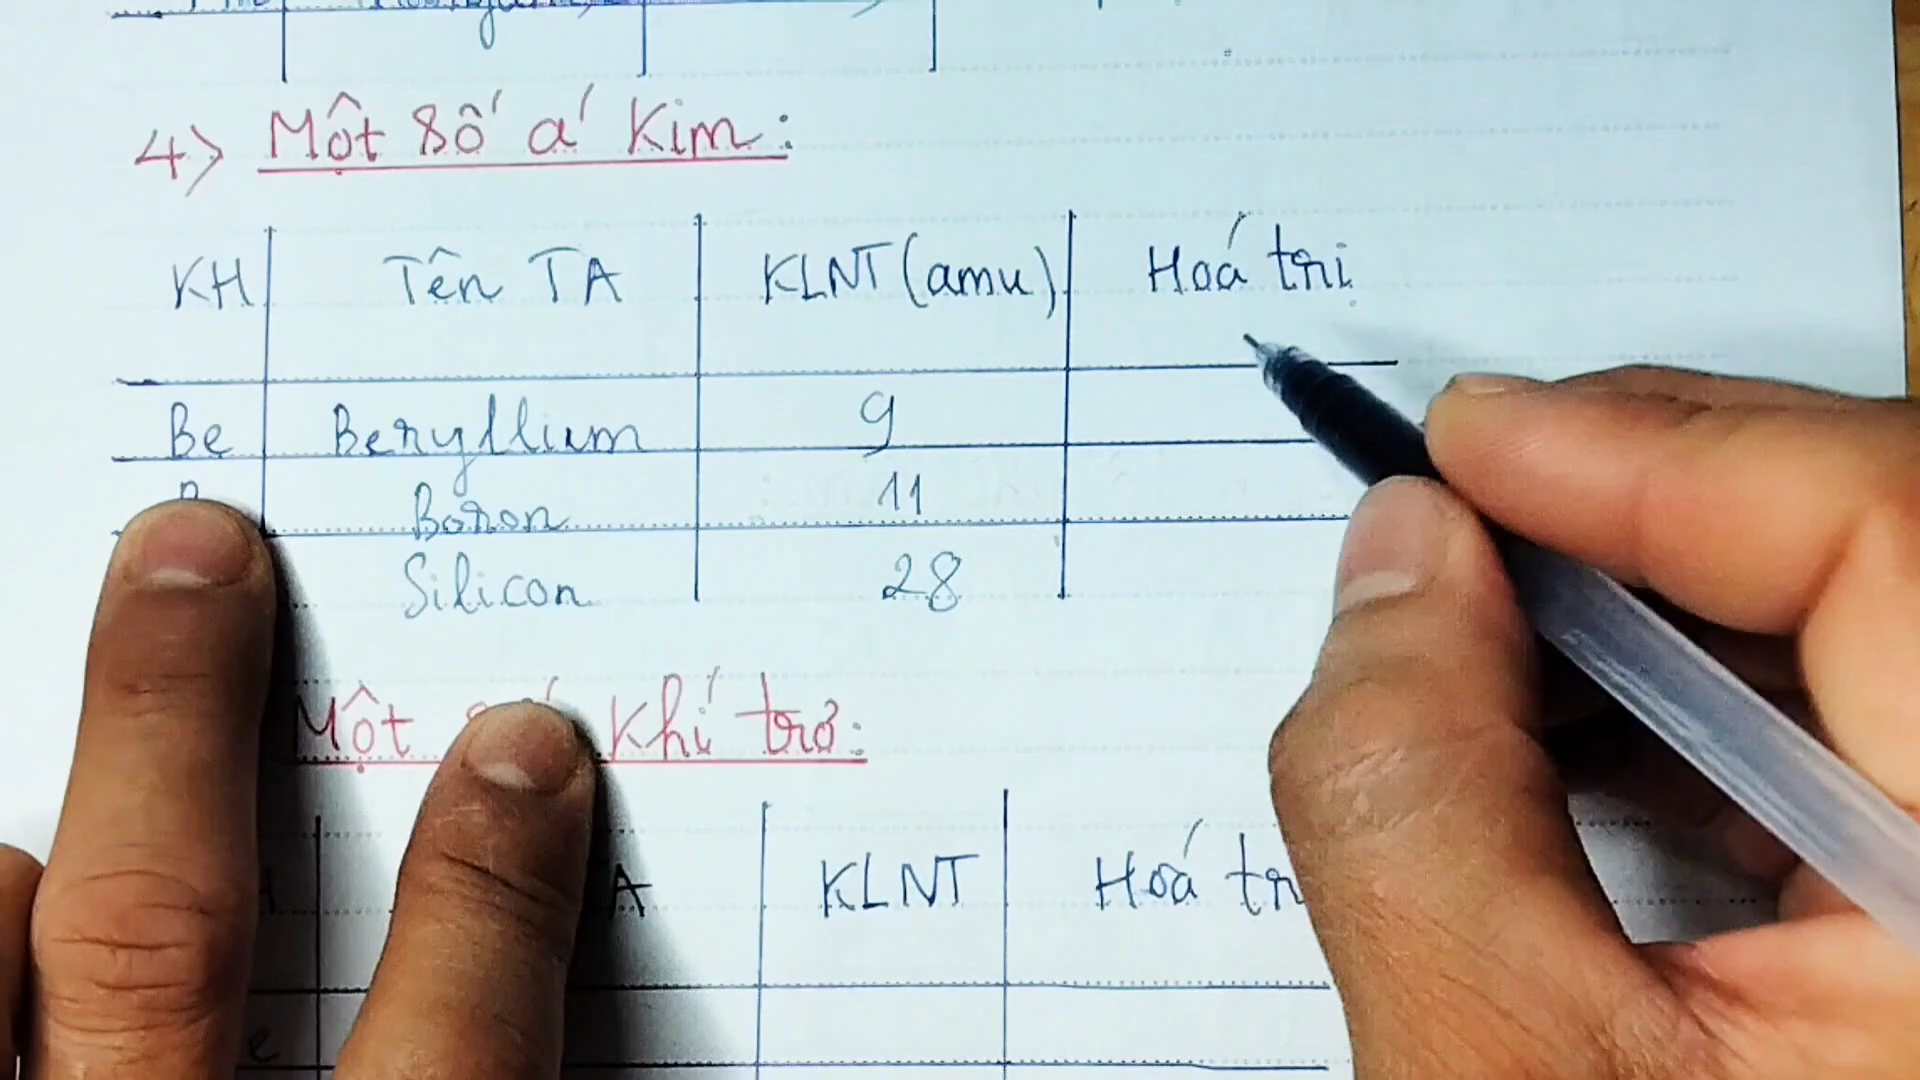 4) Một số á Kim:
KH Tên TA KLNT (amu) Hoá trị
Be Beryllium 9
Boron 11
Silicon 28
Một Khí trơ:
A KLNT Hoá
e